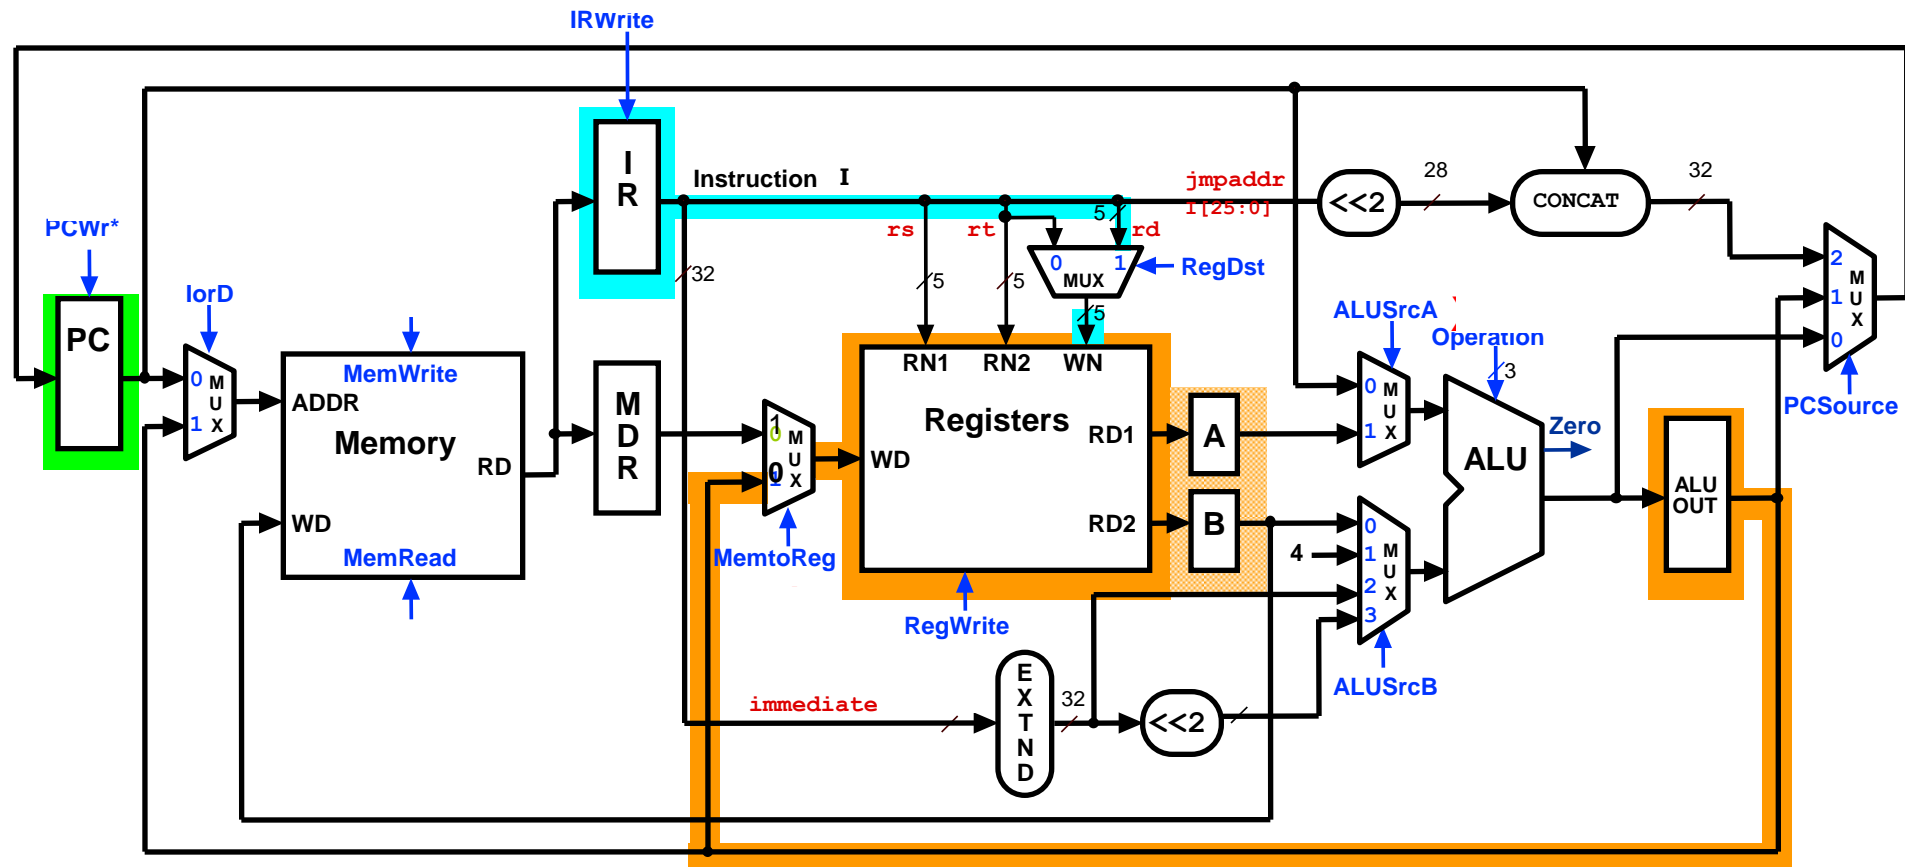 IRWrite
I
R
Instruction I
jmpaddr
I[25:0]
28
32
<<2
CONCAT
5
rs
rt
rd
PCWr*
IorD
32
5
5
0
1
MUX
RegDst
5
2
1
0
M
U
X
PCSource
PC
0
1
M
U
X
MemWrite
ADDR
Memory
RD
WD
MemRead
M
D
R
1
0
0
1
M
U
X
MemtoReg
RN1
RN2
WN
Registers
RD1
WD
RD2
RegWrite
A
B
ALUSrcA
0
1
M
U
X
Operation
3
Zero
ALU
ALU
OUT
4
0
1
2
3
M
U
X
ALUSrcB
immediate
E
X
T
N
D
32
<<2